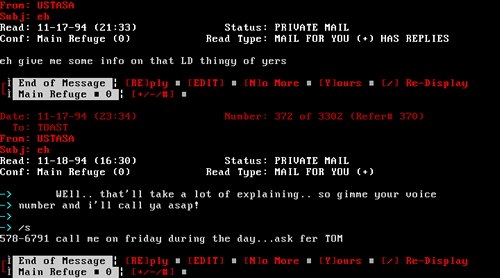 From: USTASA
Subj: eh
Read: 11-17-94 (21:33) Status: PRIVATE MAIL
Conf: Main Refuge (0) Read Type: MAIL FOR YOU (+) HAS REPLIES
eh give me some info on that LD thingy of yers
End of Message [RE]ply ■ [EDIT] ■ [N]o More ■ [Y]ours ■ [/] Re-Display
Main Refuge ■ 0 [+/-/#] ■
Date: 11-17-94 (23:34) Number: 372 of 3302 (Refer# 370)
To: TOAST
From: USTASA
Subj: eh
Read: 11-18-94 (16:30) Status: PRIVATE MAIL
Conf: Main Refuge (0) Read Type: MAIL FOR YOU (+)
-> WELL.. that'll take a lot of explaining.. so gimme your voice
-> number and i'll call ya asap!
->
-> /s
578-6791 call me on friday during the day...ask fer TOM
End of Message [RE]ply ■ [EDIT] ■ [N]o More ■ [Y]ours ■ [/] Re-Display
Main Refuge ■ 0 [+/-/#] ■